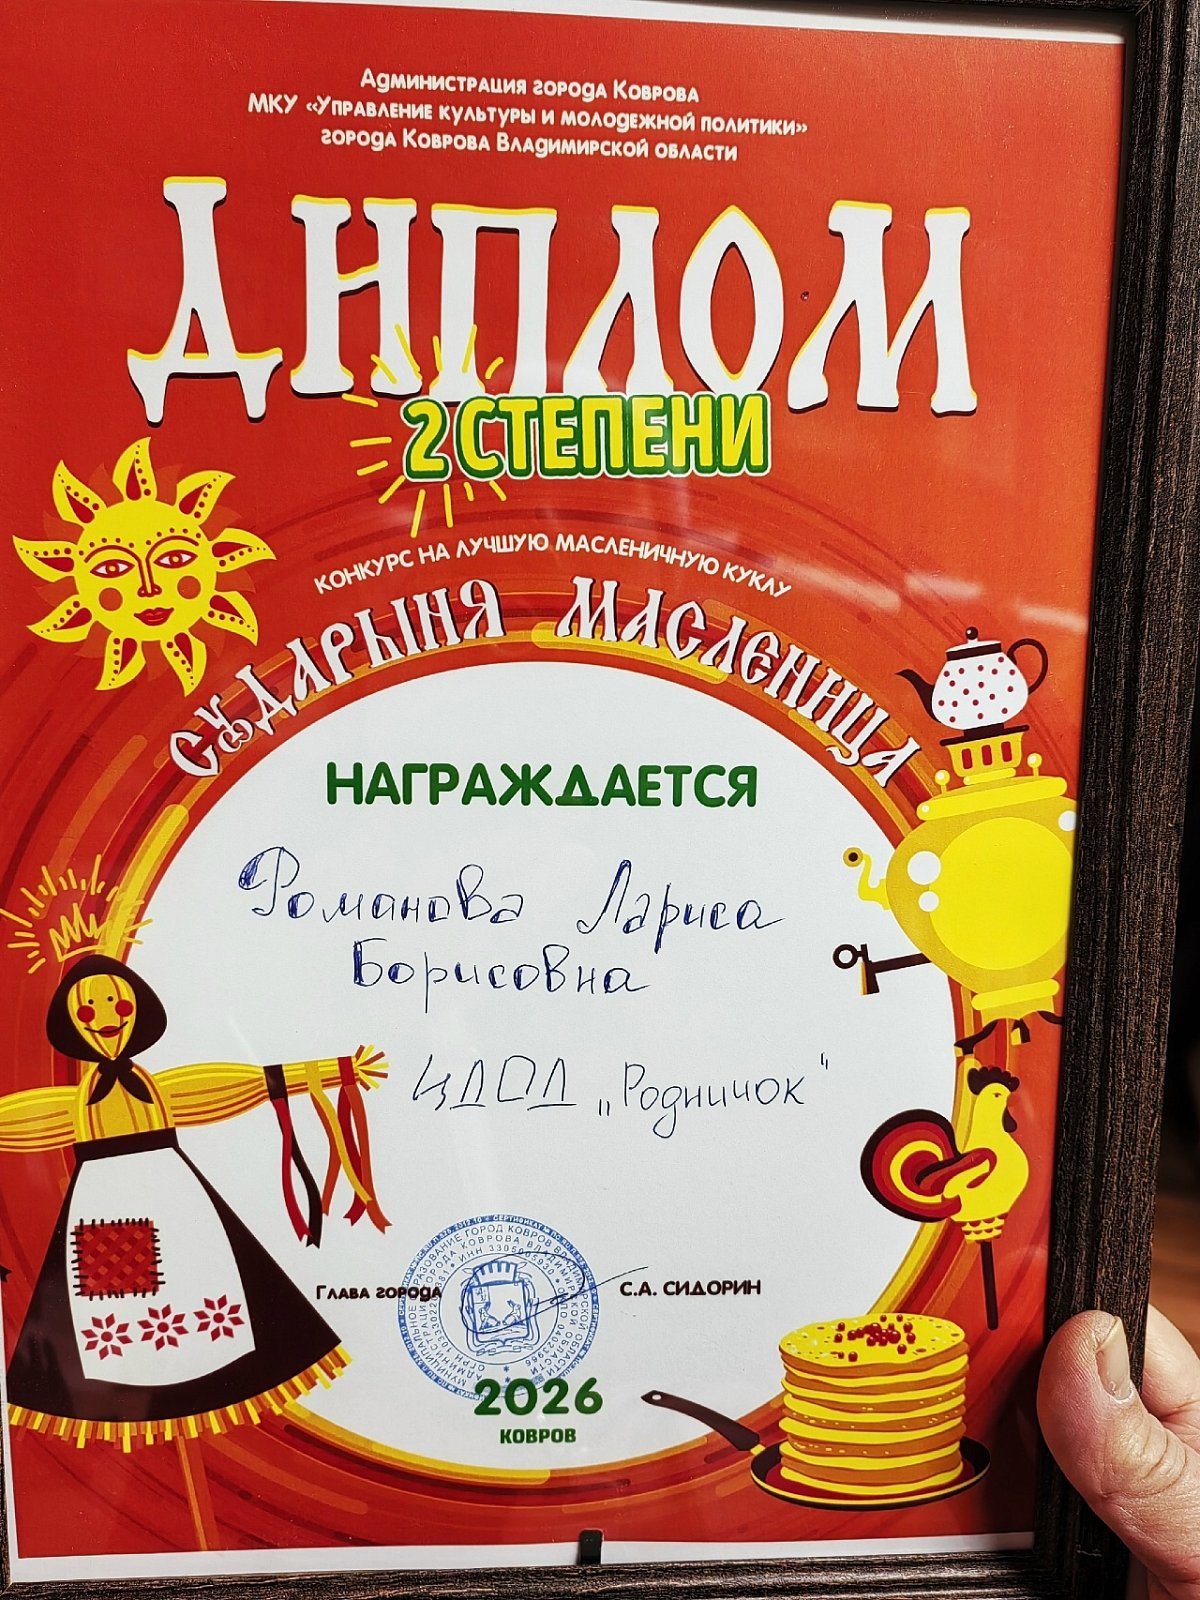 Администрация города Коврова
МКУ «Управление культуры и молодежной политики»
города Коврова Владимирской области
ДИПЛОМ
2 СТЕПЕНИ
КОНКУРС НА ЛУЧШУЮ МАСЛЕНИЧНУЮ КУКЛУ
СУДАРЫНЯ МАСЛЕНИЦА
НАГРАЖДАЕТСЯ
Романова Лариса
Борисовна
ЦДОД „Родничок"
Глава города С.А. СИДОРИН
2026
КОВРОВ